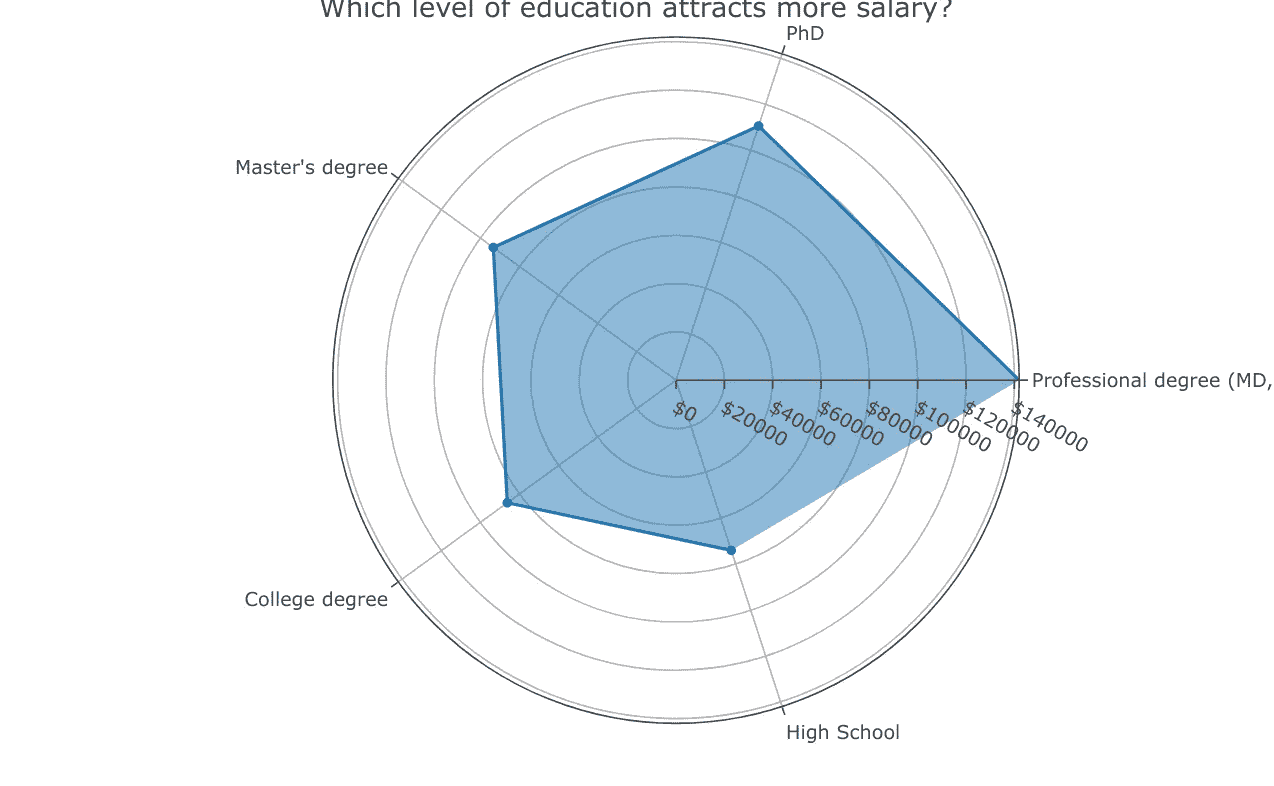 Which level of education attracts more salary?
PhD
Master's degree
Professional degree (MD,
$0
$20000
$40000
$60000
$80000
$100000
$120000
$140000
College degree
High School